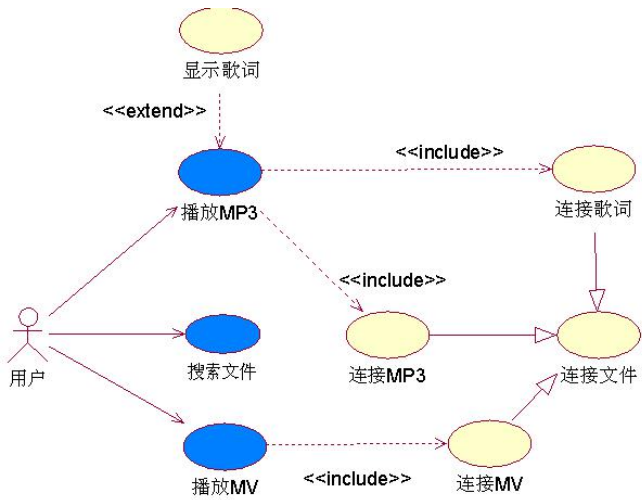 显示歌词
<<extend>>
<<include>>
播放MP3
连接歌词
<<include>>
用户
搜索文件
连接MP3
连接文件
播放MV
<<include>>
连接MV